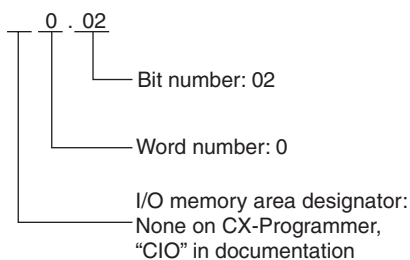 0 . 02
Bit number: 02
Word number: 0
I/O memory area designator:
None on CX-Programmer,
“CIO” in documentation